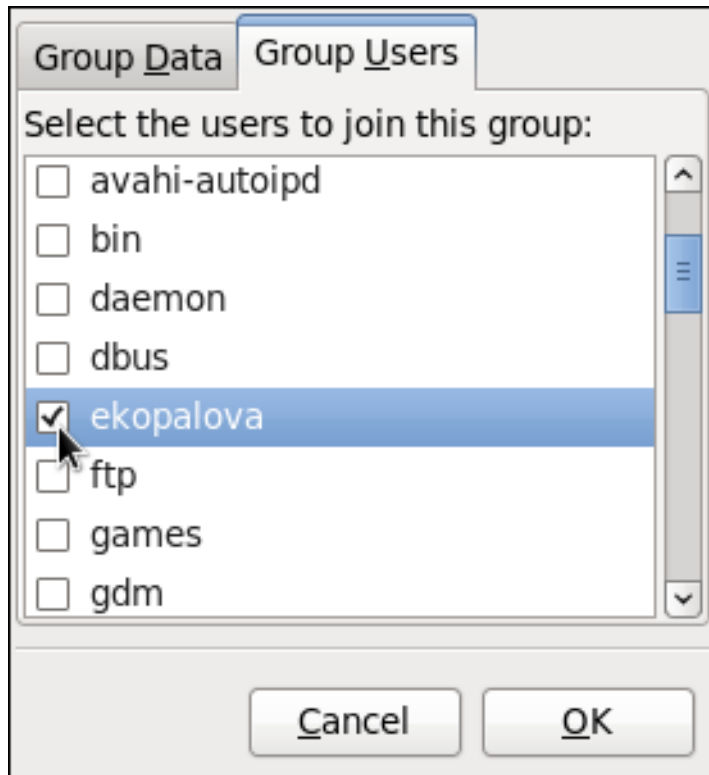 Group Data Group Users
Select the users to join this group:
avahi-autoipd
bin
daemon
dbus
ekopalova
ftp
games
gdm
Cancel OK